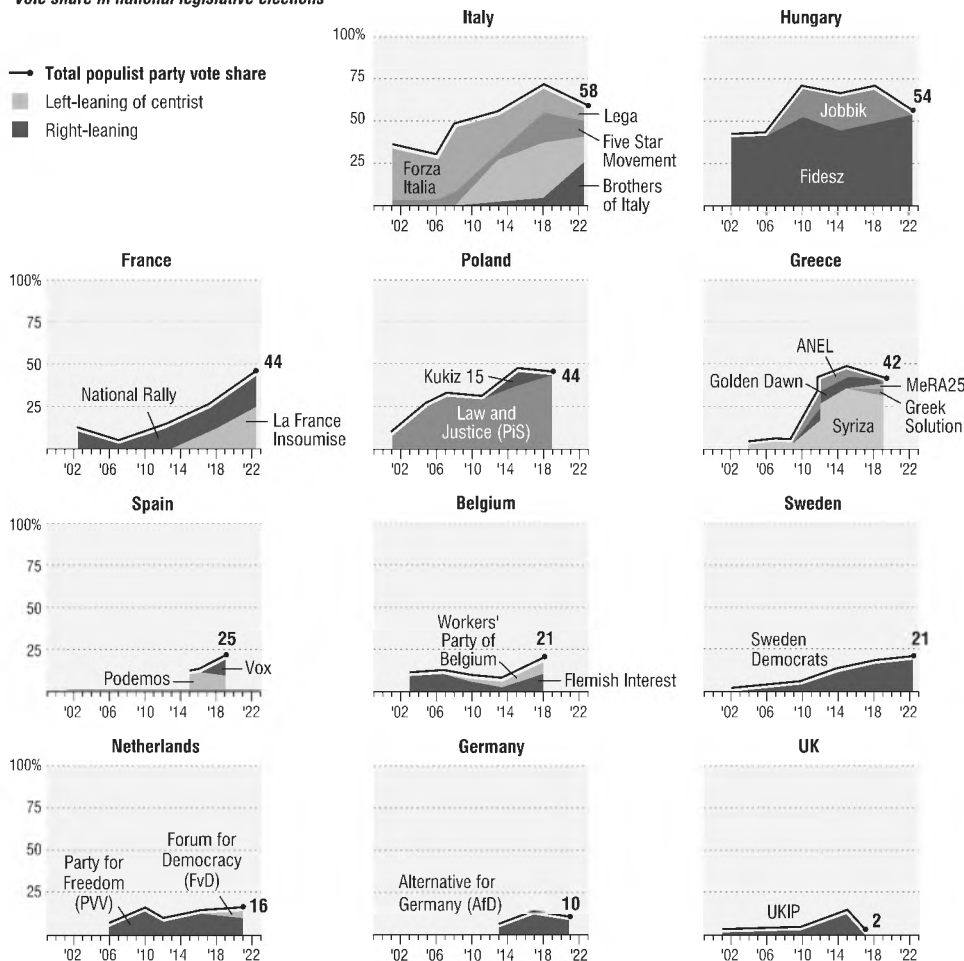 Vote share in national legislative elections
Total populist party vote share
Left-leaning of centrist
Right-leaning
Italy
100%
75
50
25
58
Lega
Five Star
Movement
Brothers
of Italy
Forza
Italia
'02 '06 '10 '14 '18 '22
Hungary
54
Jobbik
Fidesz
'02 '06 '10 '14 '18 '22
France
100%
75
50
25
44
National Rally
La France
Insoumise
'02 '06 '10 '14 '18 '22
Poland
Kukiz 15
44
Law and
Justice (PiS)
'02 '06 '10 '14 '18 '22
Greece
ANEL
42
Golden Dawn
MeRA25
Greek
Solution
Syriza
'02 '06 '10 '14 '18 '22
Spain
100%
75
50
25
25
Podemos
Vox
'02 '06 '10 '14 '18 '22
Belgium
Workers'
Party of
Belgium
21
Flemish Interest
'02 '06 '10 '14 '18 '22
Sweden
21
Sweden
Democrats
'02 '06 '10 '14 '18 '22
Netherlands
100%
75
50
25
Party for
Freedom
(PVV)
Forum for
Democracy
(FvD)
16
'02 '06 '10 '14 '18 '22
Germany
Alternative for
Germany (AfD)
10
'02 '06 '10 '14 '18 '22
UK
UKIP
2
'02 '06 '10 '14 '18 '22